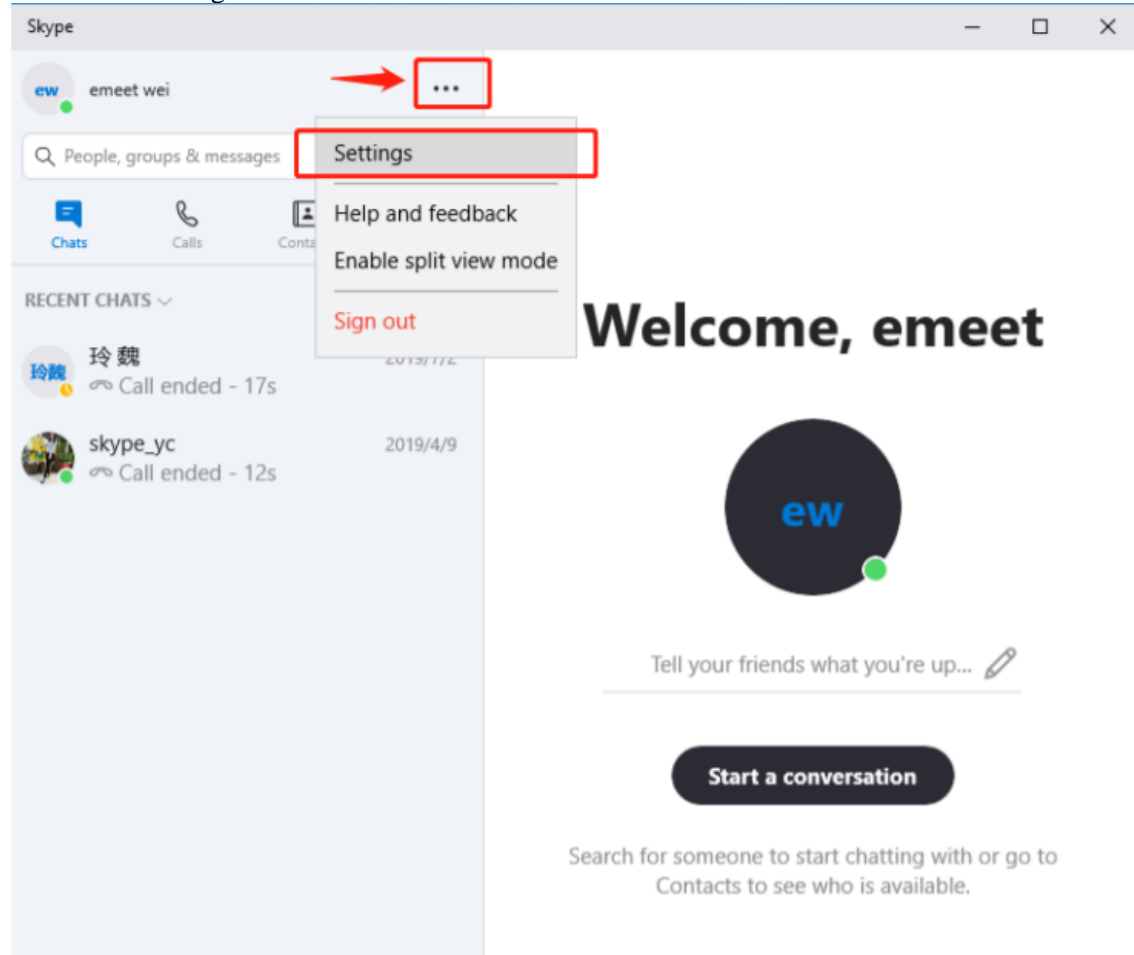 Skype
ew emeet wei ...
People, groups & messages
Settings
Help and feedback
Enable split view mode
Sign out
Chats Calls
RECENT CHATS
玲魏 玲 魏
Call ended - 17s
skype_yc 2019/4/9
Call ended - 12s
Welcome, emeet
ew
Tell your friends what you're up...
Start a conversation
Search for someone to start chatting with or go to
Contacts to see who is available.